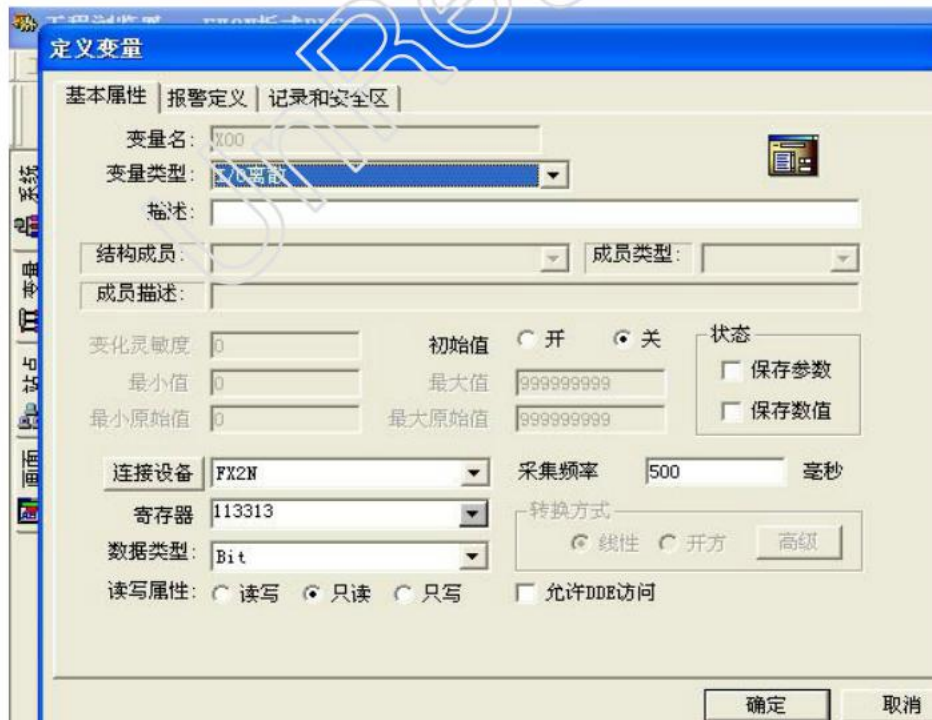 定义变量
基本属性 报警定义 记录和安全区
变量名: X00
变量类型: I/O离散
描述:
结构成员: 成员类型:
成员描述:
变化灵敏度 0 初始值 开 关 状态
最小值 0 最大值 999999999 保存参数
最小原始值 0 最大原始值 999999999 保存数值
连接设备 FX2N 采集频率 500 毫秒
寄存器 113313 转换方式
线性 开方 高级
数据类型: Bit
读写属性: 读写 只读 只写 允许DDE访问
确定 取消
系统
变量
站点
画面